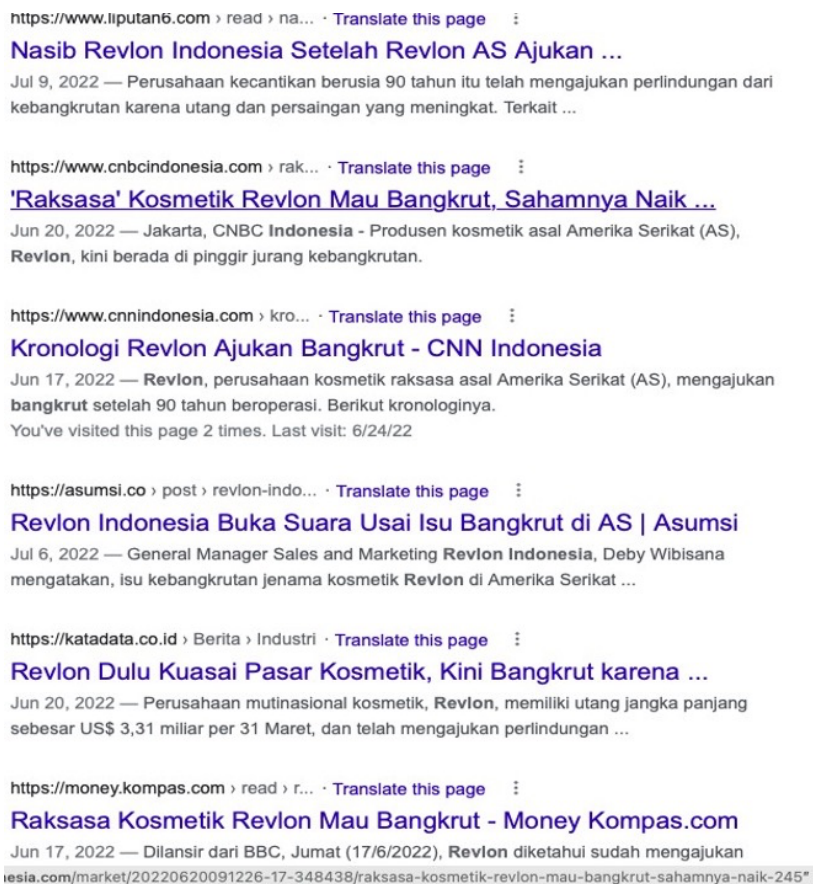 https://www.liputan6.com › read › na... · Translate this page
Nasib Revlon Indonesia Setelah Revlon AS Ajukan ...
Jul 9, 2022 — Perusahaan kecantikan berusia 90 tahun itu telah mengajukan perlindungan dari
kebangkrutan karena utang dan persaingan yang meningkat. Terkait ...
https://www.cnbcindonesia.com › rak... · Translate this page
'Raksasa' Kosmetik Revlon Mau Bangkrut, Sahamnya Naik ...
Jun 20, 2022 — Jakarta, CNBC Indonesia - Produsen kosmetik asal Amerika Serikat (AS),
Revlon, kini berada di pinggir jurang kebangkrutan.
https://www.cnnindonesia.com › kro... · Translate this page
Kronologi Revlon Ajukan Bangkrut - CNN Indonesia
Jun 17, 2022 — Revlon, perusahaan kosmetik raksasa asal Amerika Serikat (AS), mengajukan
bangkrut setelah 90 tahun beroperasi. Berikut kronologinya.
You've visited this page 2 times. Last visit: 6/24/22
https://asumsi.co › post › revlon-indo... · Translate this page
Revlon Indonesia Buka Suara Usai Isu Bangkrut di AS | Asumsi
Jul 6, 2022 — General Manager Sales and Marketing Revlon Indonesia, Deby Wibisana
mengatakan, isu kebangkrutan jenama kosmetik Revlon di Amerika Serikat ...
https://katadata.co.id › Berita › Industri · Translate this page
Revlon Dulu Kuasai Pasar Kosmetik, Kini Bangkrut karena ...
Jun 20, 2022 — Perusahaan mutinasional kosmetik, Revlon, memiliki utang jangka panjang
sebesar US$ 3,31 miliar per 31 Maret, dan telah mengajukan perlindungan ...
https://money.kompas.com › read › r... · Translate this page
Raksasa Kosmetik Revlon Mau Bangkrut - Money Kompas.com
Jun 17, 2022 — Dilansir dari BBC, Jumat (17/6/2022), Revlon diketahui sudah mengajukan
esia.com/market/20220620091226-17-348438/raksasa-kosmetik-revlon-mau-bangkrut-sahamnya-naik-245"